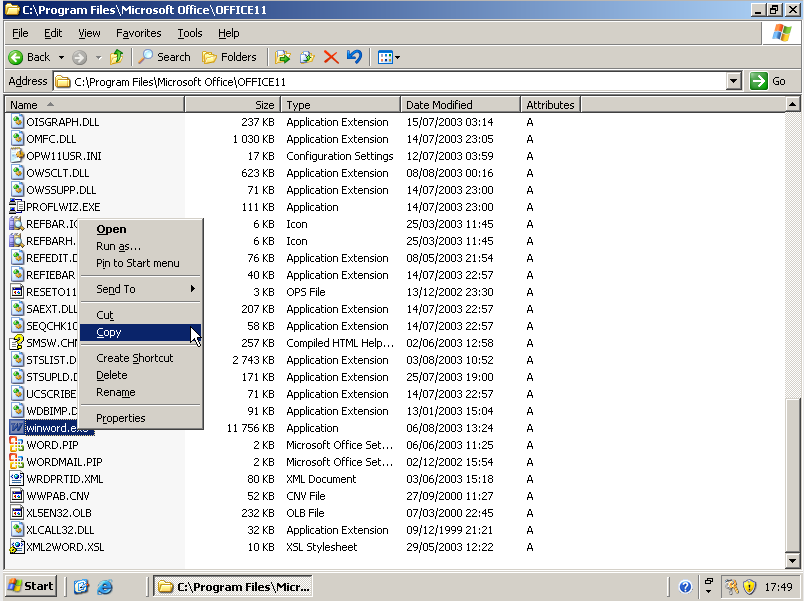 C:\Program Files\Microsoft Office\OFFICE11
File Edit View Favorites Tools Help
Back Search Folders
Address C:\Program Files\Microsoft Office\OFFICE11 Go
Name Size Type Date Modified Attributes
OISGRAPH.DLL 237 KB Application Extension 15/07/2003 03:14 A
OMFC.DLL 1 030 KB Application Extension 14/07/2003 23:05 A
OPW11USR.INI 17 KB Configuration Settings 12/07/2003 03:59 A
OWSCLT.DLL 623 KB Application Extension 08/08/2003 00:16 A
OWSSUPP.DLL 71 KB Application Extension 14/07/2003 23:00 A
PROFLWIZ.EXE 111 KB Application 14/07/2003 23:00 A
REFBAR.IC 6 KB Icon 25/03/2003 11:45 A
REFBARH. 6 KB Icon 25/03/2003 11:45 A
REFEDIT.D 76 KB Application Extension 08/05/2003 21:54 A
REFIEBAR 40 KB Application Extension 14/07/2003 22:57 A
RESETO11 3 KB OPS File 13/12/2002 23:30 A
SAEXT.DLL 207 KB Application Extension 14/07/2003 22:57 A
SEQCHK10 58 KB Application Extension 14/07/2003 22:57 A
SMSW.CHM 257 KB Compiled HTML Help... 02/06/2003 12:58 A
STSLIST.D 2 743 KB Application Extension 03/08/2003 10:52 A
STSUPLD.D 171 KB Application Extension 25/07/2003 19:00 A
UCSCRIBE 71 KB Application Extension 14/07/2003 22:57 A
WDBIMP.D 91 KB Application Extension 13/01/2003 15:04 A
winword.exe 11 756 KB Application 06/08/2003 13:24 A
WORD.PIP 2 KB Microsoft Office Set... 06/06/2003 11:25 A
WORDMAIL.PIP 2 KB Microsoft Office Set... 02/12/2002 15:54 A
WRDPRTID.XML 80 KB XML Document 03/06/2003 15:18 A
WWPAB.CNV 52 KB CNV File 27/09/2000 11:27 A
XL5EN32.OLB 232 KB OLB File 07/03/2000 22:45 A
XLCALL32.DLL 32 KB Application Extension 09/12/1999 21:21 A
XML2WORD.XSL 10 KB XSL Stylesheet 29/05/2003 12:22 A
Open
Run as...
Pin to Start menu
Send To
Cut
Copy
Create Shortcut
Delete
Rename
Properties
Start C:\Program Files\Micr... 17:49